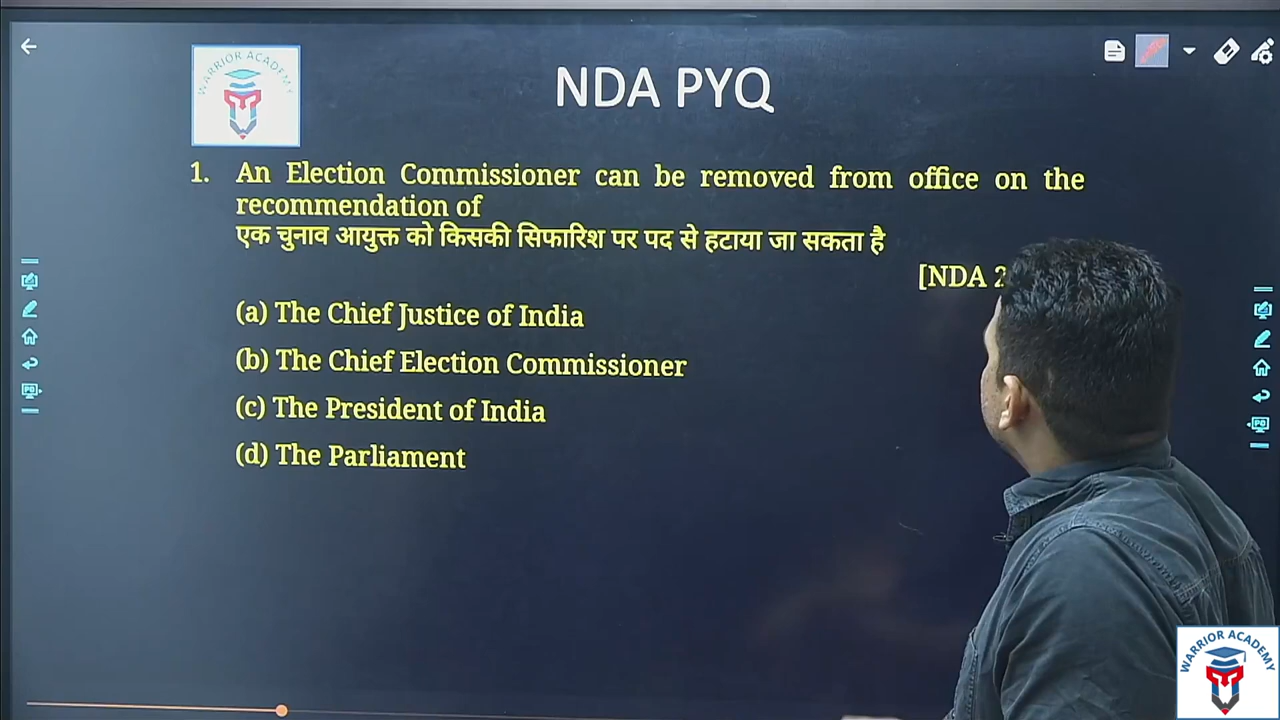 WARRIOR ACADEMY
NDA PYQ
1. An Election Commissioner can be removed from office on the
recommendation of
एक चुनाव आयुक्त को किसकी सिफारिश पर पद से हटाया जा सकता है
[NDA 2
(a) The Chief Justice of India
(b) The Chief Election Commissioner
(c) The President of India
(d) The Parliament
WARRIOR ACADEMY